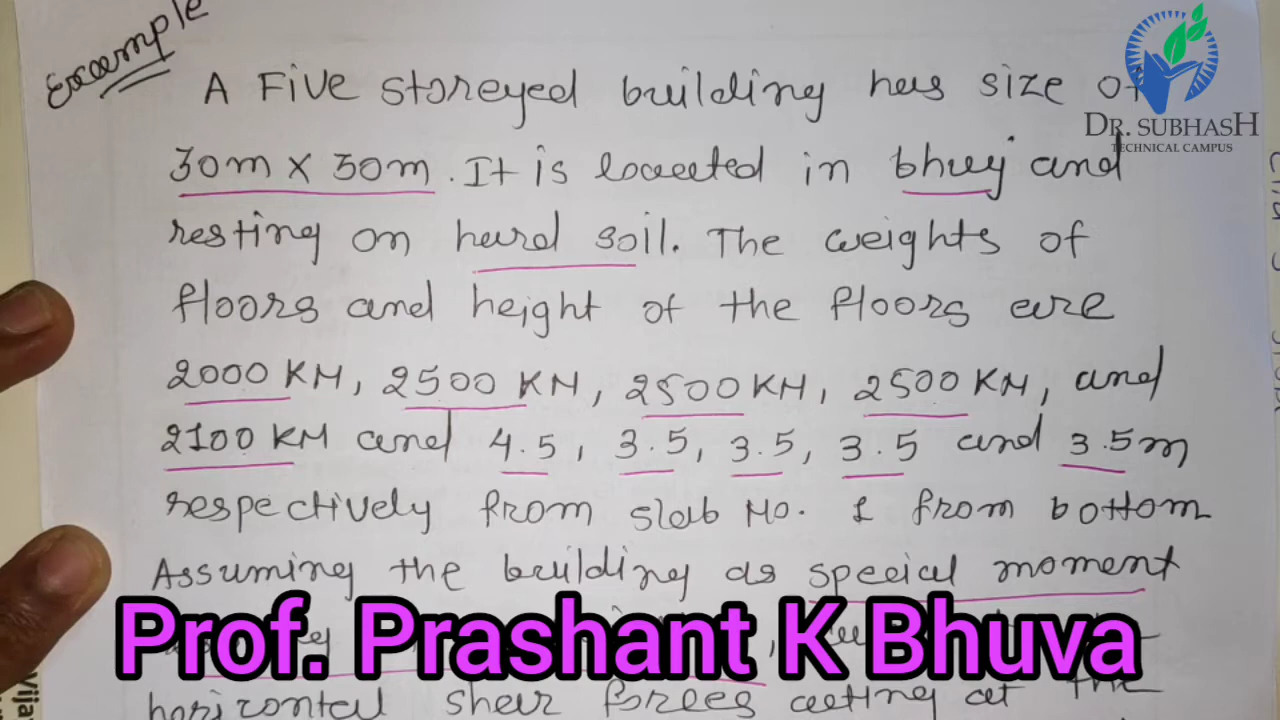 Example
A Five storeyed building has size of
30m x 30m. It is located in bhuj and
resting on hard soil. The weights of
floors and height of the floors are
2000 KN, 2500 KN, 2500 KN, 2500 KN, and
2100 KN and 4.5, 3.5, 3.5, 3.5 and 3.5m
respectively from slab No. 1 from bottom
Assuming the building as special moment
horizontal shear forces acting at the
DR. SUBHASH
TECHNICAL CAMPUS
Prof. Prashant K Bhuva